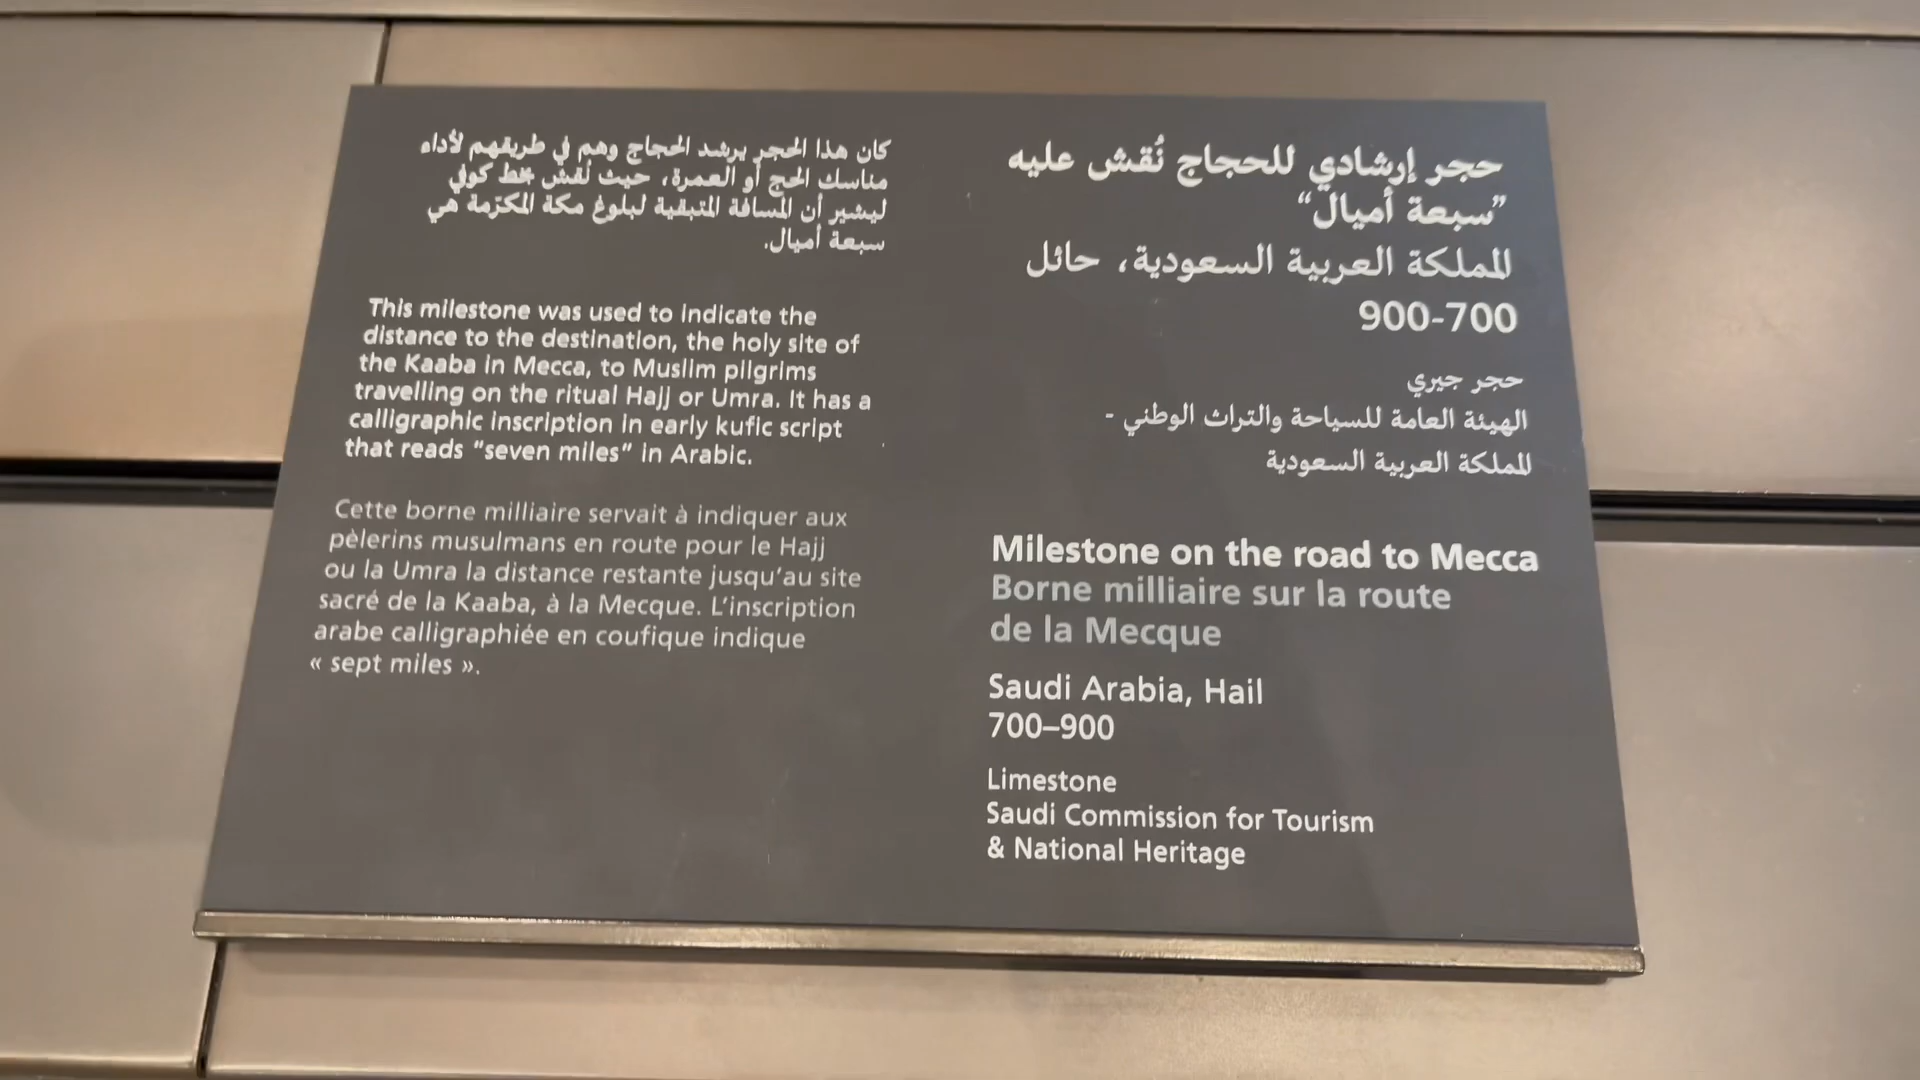 حجر إرشادي للحجاج نُقش عليه
”سبعة أميال“
المملكة العربية السعودية، حائل
900-700
حجر جيري
الهيئة العامة للسياحة والتراث الوطني -
المملكة العربية السعودية
Milestone on the road to Mecca
Borne milliaire sur la route
de la Mecque
Saudi Arabia, Hail
700–900
Limestone
Saudi Commission for Tourism
& National Heritage
كان هذا الحجر يرشد الحجاج وهم في طريقهم لأداء
مناسك الحج أو العمرة، حيث نُقش بخط كوفي
ليشير أن المسافة المتبقية لبلوغ مكة المكرّمة هي
سبعة أميال.
This milestone was used to indicate the
distance to the destination, the holy site of
the Kaaba in Mecca, to Muslim pilgrims
travelling on the ritual Hajj or Umra. It has a
calligraphic inscription in early kufic script
that reads “seven miles” in Arabic.
Cette borne milliaire servait à indiquer aux
pèlerins musulmans en route pour le Hajj
ou la Umra la distance restante jusqu’au site
sacré de la Kaaba, à la Mecque. L’inscription
arabe calligraphiée en coufique indique
« sept miles ».